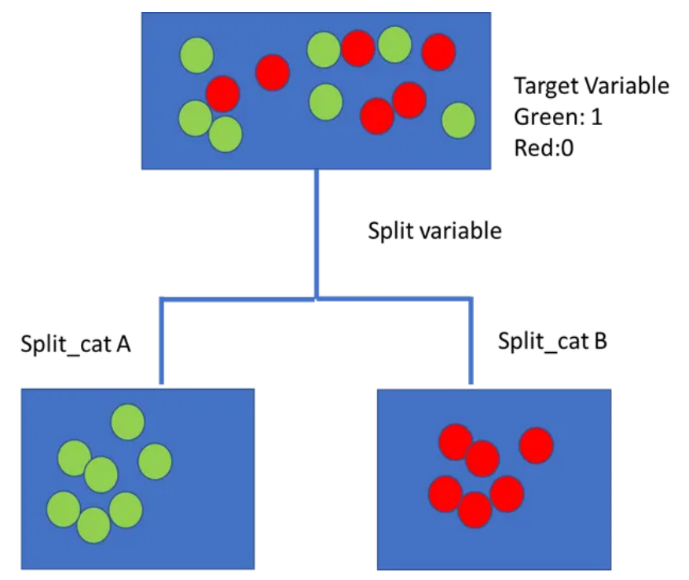 Target Variable
Green: 1
Red:0
Split variable
Split_cat A
Split_cat B